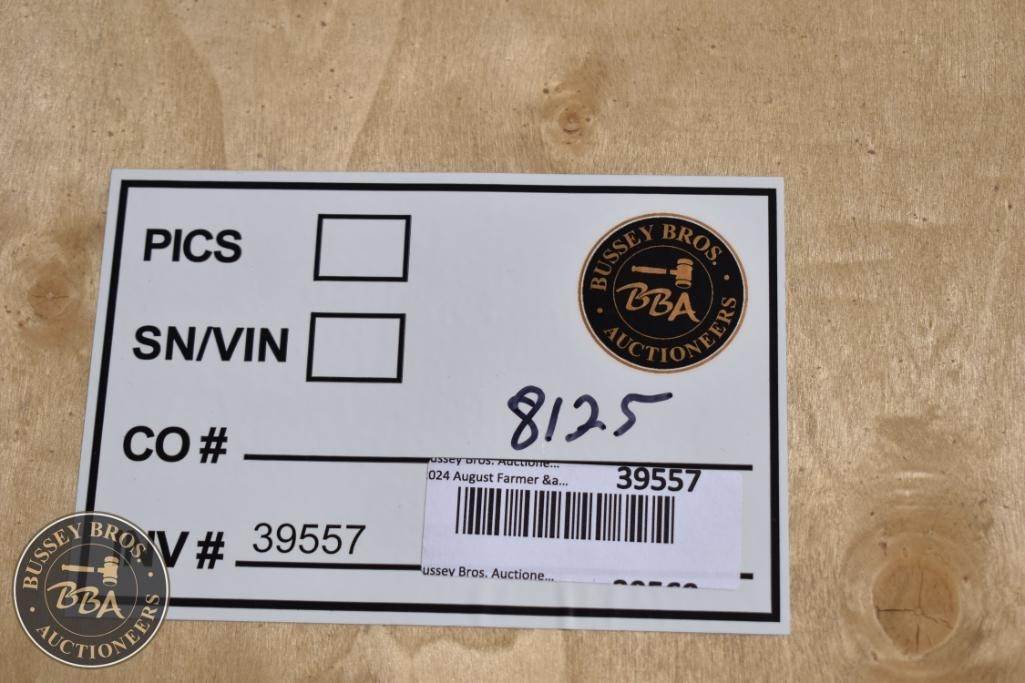 PICS
BUSSEY BROS.
BBA
AUCTIONEERS
SN/VIN
8125
CO #
ussey Bros. Auctione...
024 August Farmer &a...
39557
INV # 39557
ussey Bros. Auctione...
BUSSEY BROS.
BBA
AUCTIONEERS